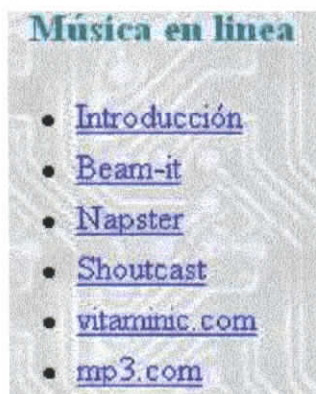 Música en linea
Introducción
Beam-it
Napster
Shoutcast
vitaminic.com
mp3.com